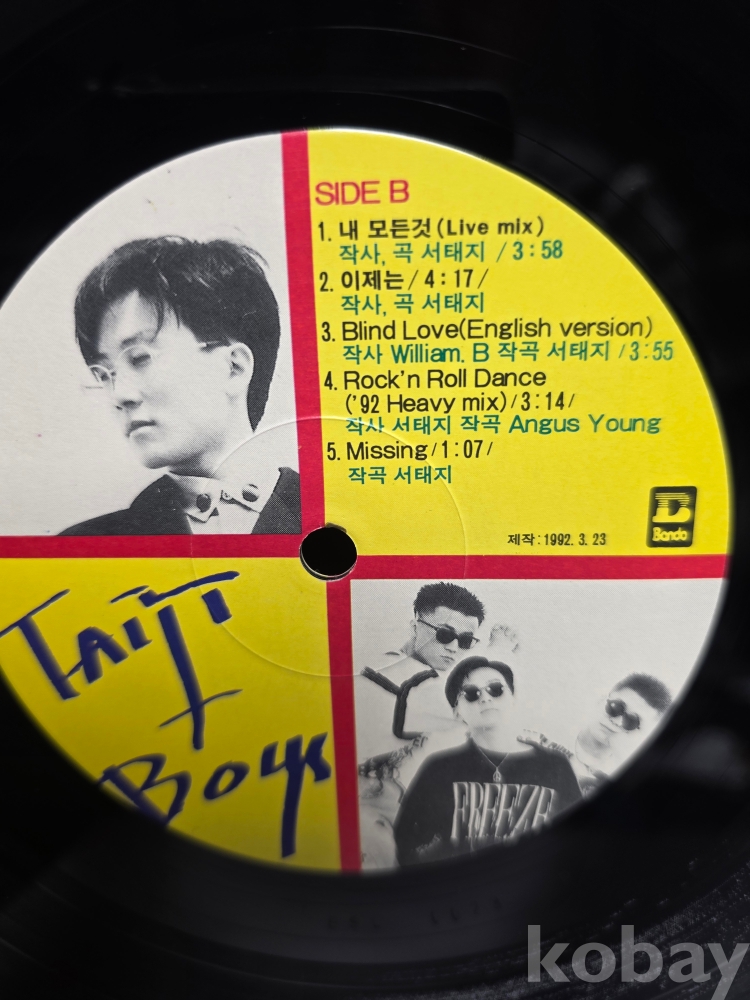 SIDE B
1. 내 모든것(Live mix)
작사, 곡 서태지 / 3:58
2. 이제는 / 4:17 /
작사, 곡 서태지
3. Blind Love(English version)
작사 William. B 작곡 서태지 / 3:55
4. Rock'n Roll Dance
('92 Heavy mix) / 3:14 /
작사 서태지 작곡 Angus Young
5. Missing / 1:07 /
작곡 서태지
Bando
제작:1992. 3. 23
TAIJI
+
Boys
FREEZE
kobay